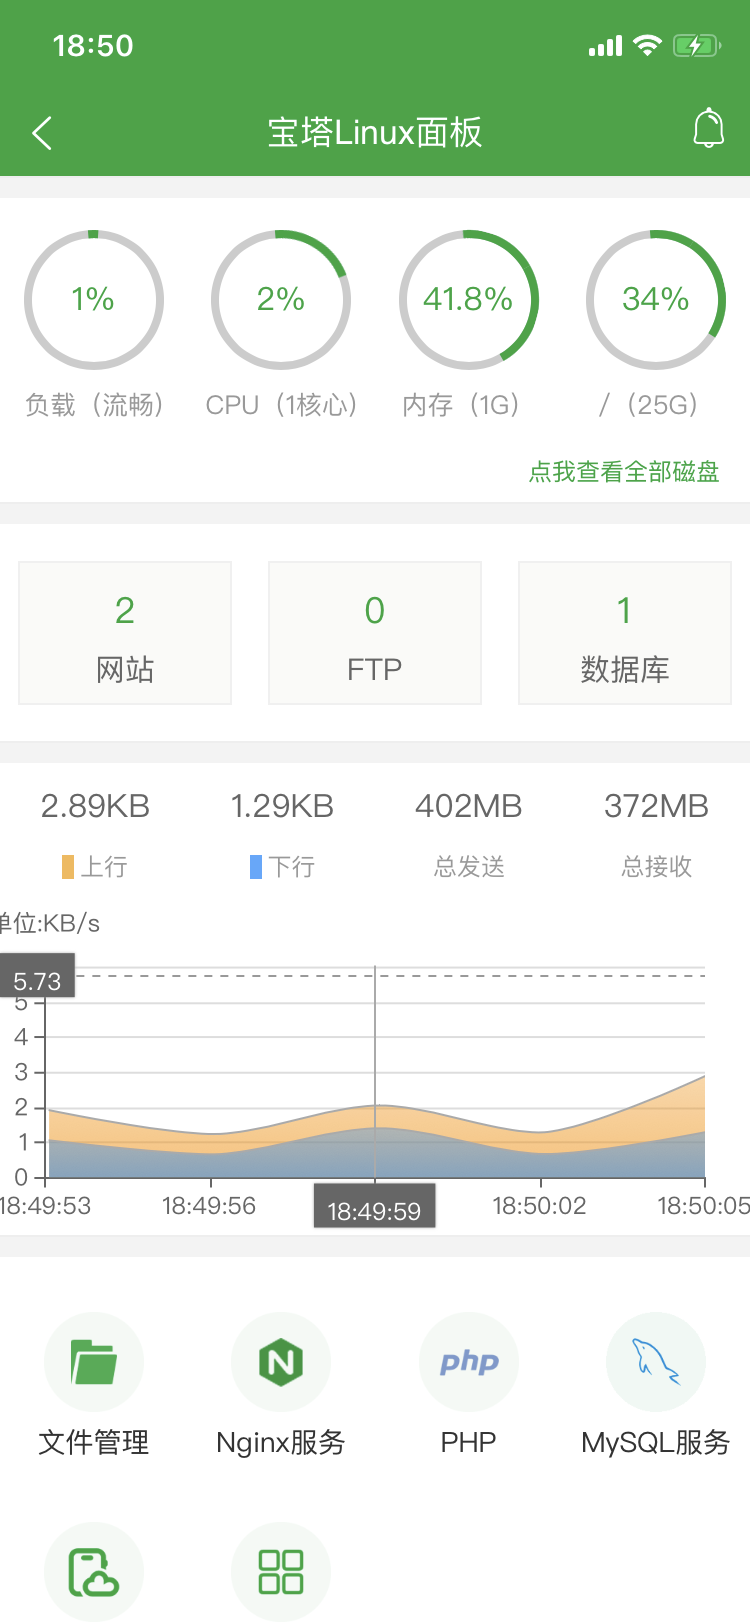 18:50
宝塔Linux面板
1%
2%
41.8%
34%
负载（流畅）
CPU（1核心）
内存（1G）
/（25G）
点我查看全部磁盘
2
0
1
网站
FTP
数据库
2.89KB
1.29KB
402MB
372MB
上行
下行
总发送
总接收
单位:KB/s
5.73
5
4
3
2
1
0
18:49:53
18:49:56
18:49:59
18:50:02
18:50:05
文件管理
Nginx服务
php
PHP
MySQL服务